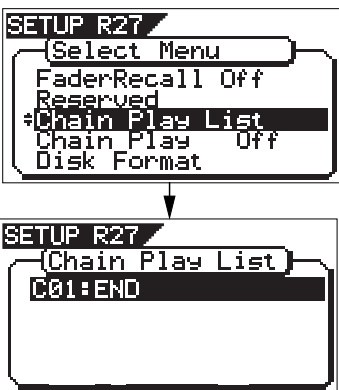 SETUP R27
Select Menu
FaderRecall Off
Reserved
Chain Play List
Chain Play Off
Disk Format
SETUP R27
Chain Play List
C01:END